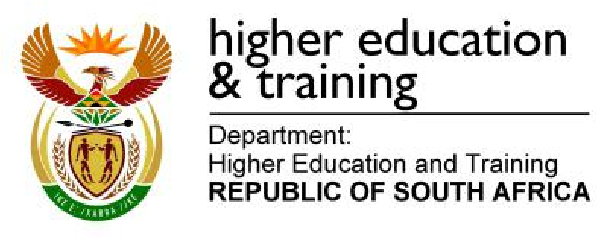 higher education
& training
Department:
Higher Education and Training
REPUBLIC OF SOUTH AFRICA